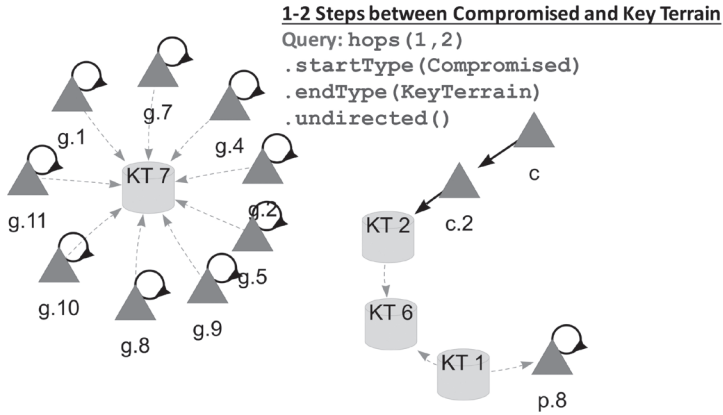 1-2 Steps between Compromised and Key Terrain
Query: hops(1,2)
.startType(Compromised)
.endType(KeyTerrain)
.undirected()
g.7
g.1
g.4
KT 7
c
g.11
g.2
c.2
KT 2
g.5
g.10
g.9
KT 6
g.8
KT 1
p.8